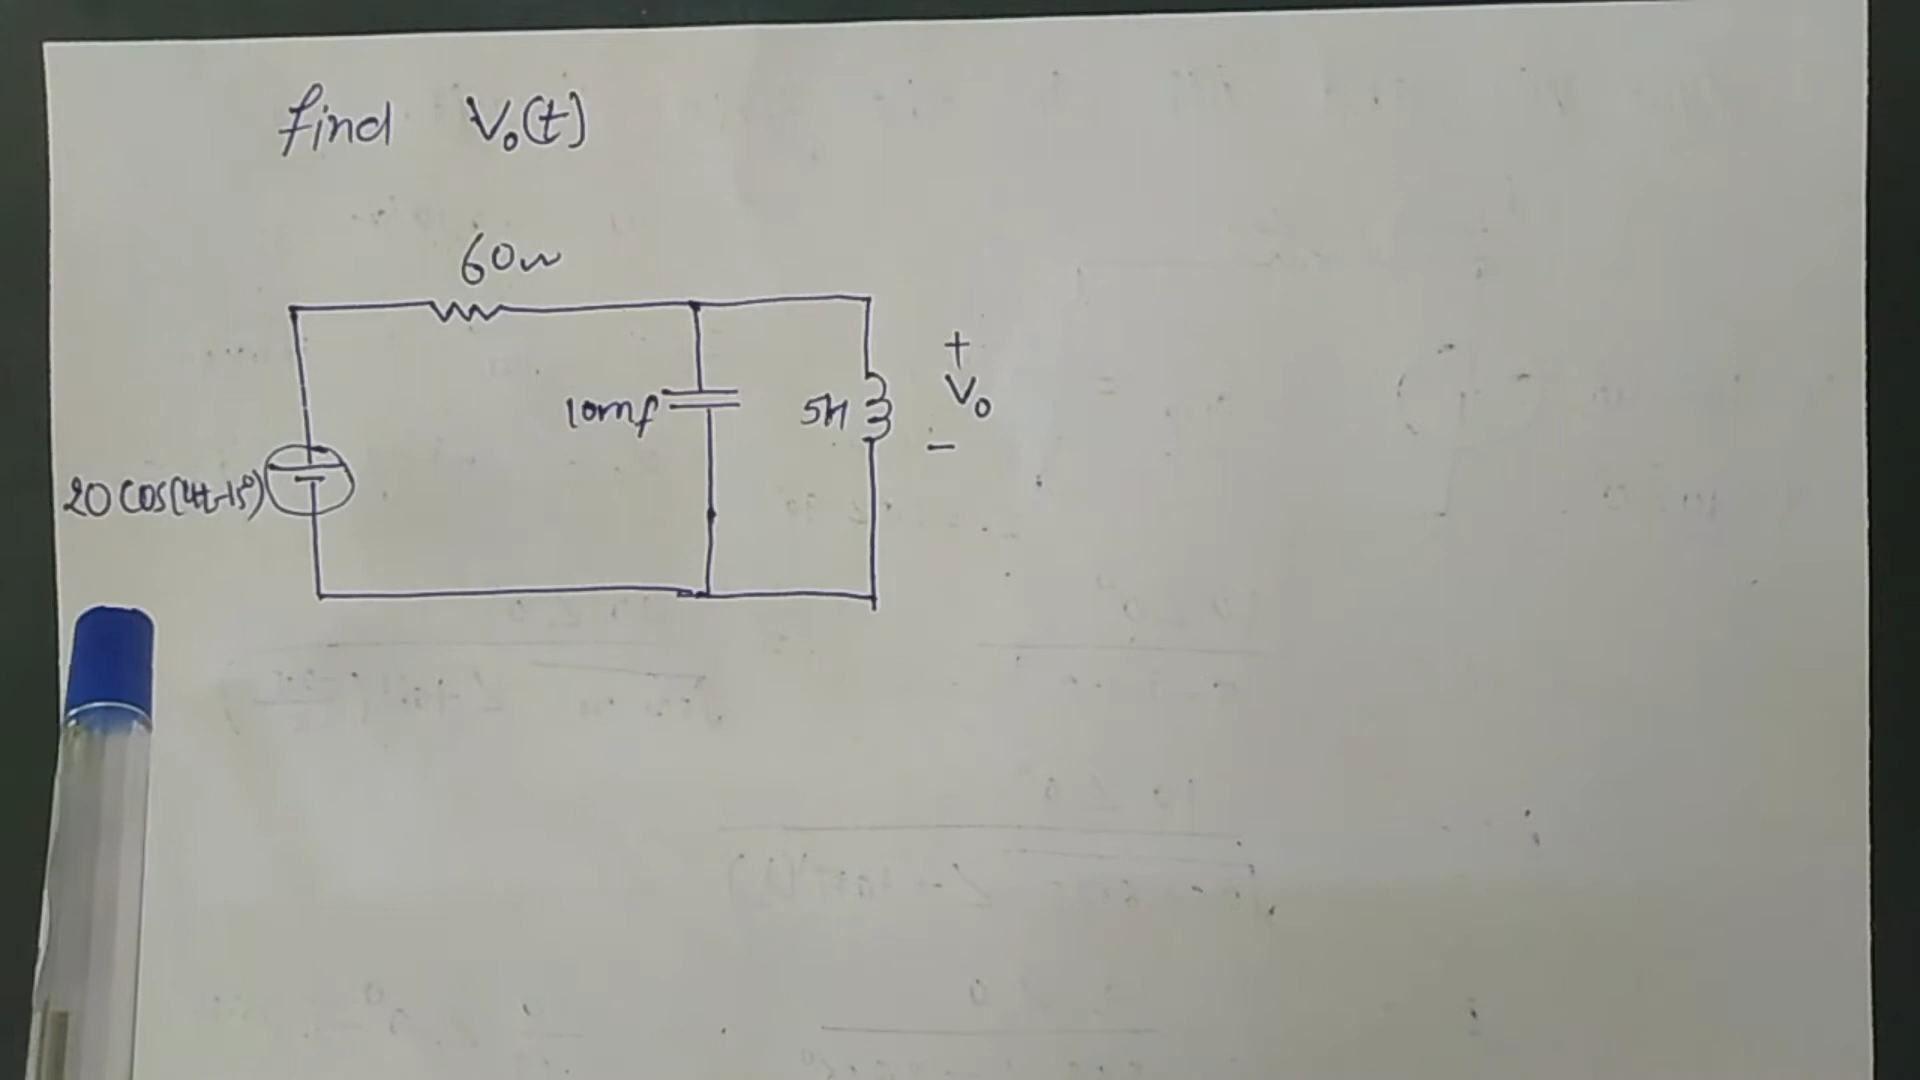 find V₀(t)
60Ω
10mf
5H
+
V₀
-
20 cos(4t-15°)